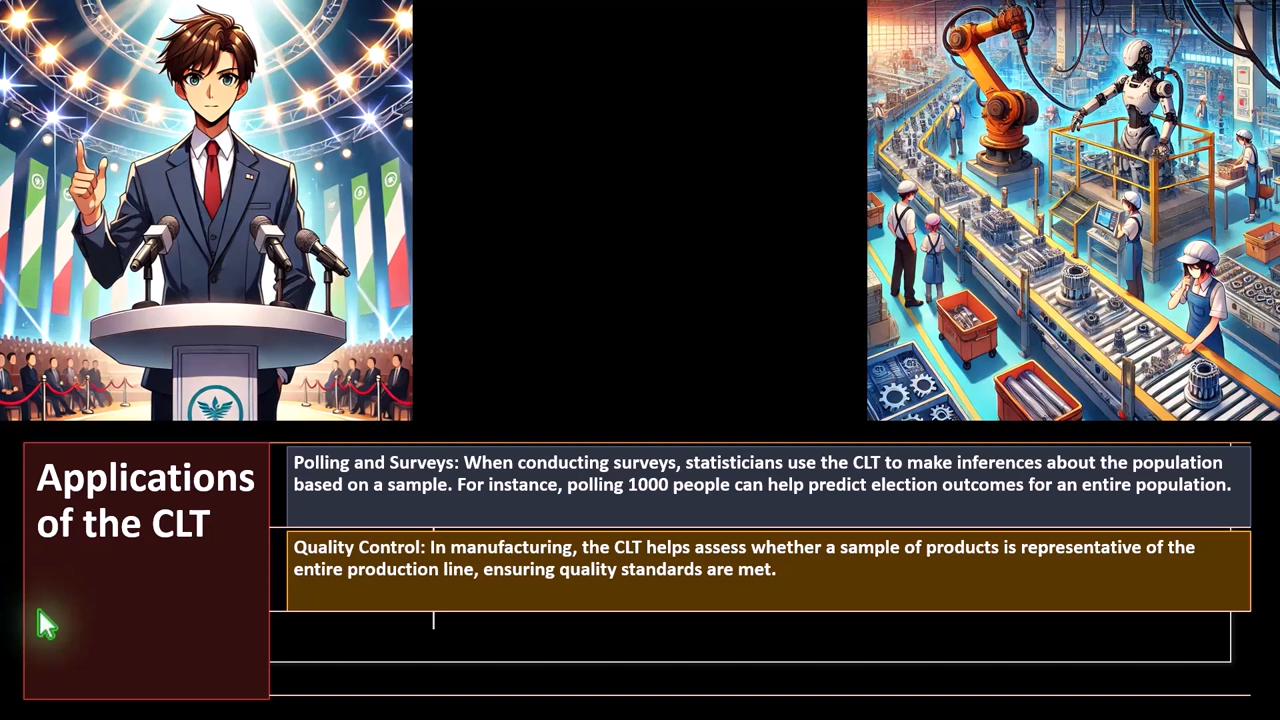 Applications
of the CLT
Polling and Surveys: When conducting surveys, statisticians use the CLT to make inferences about the population
based on a sample. For instance, polling 1000 people can help predict election outcomes for an entire population.
Quality Control: In manufacturing, the CLT helps assess whether a sample of products is representative of the
entire production line, ensuring quality standards are met.